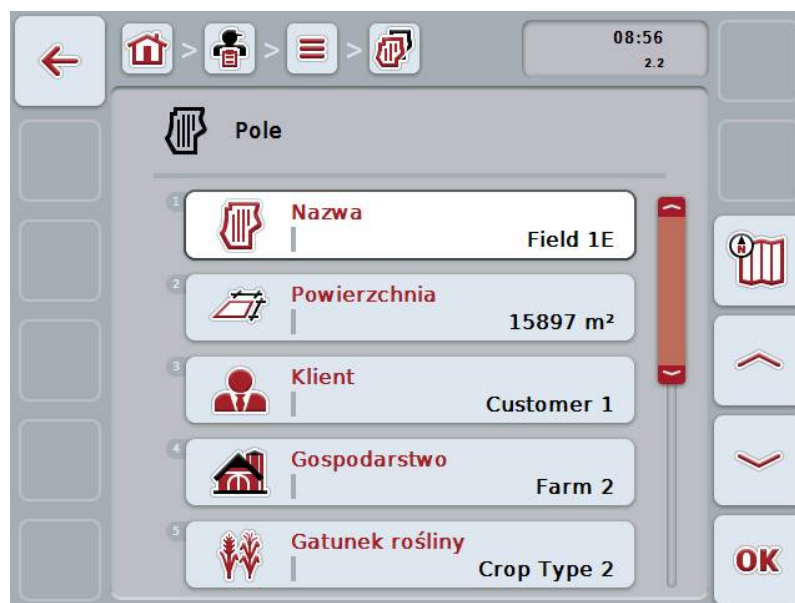 08:56
2.2
Pole
1
Nazwa
Field 1E
2
Powierzchnia
15897 m²
3
Klient
Customer 1
4
Gospodarstwo
Farm 2
5
Gatunek rośliny
Crop Type 2
N
OK